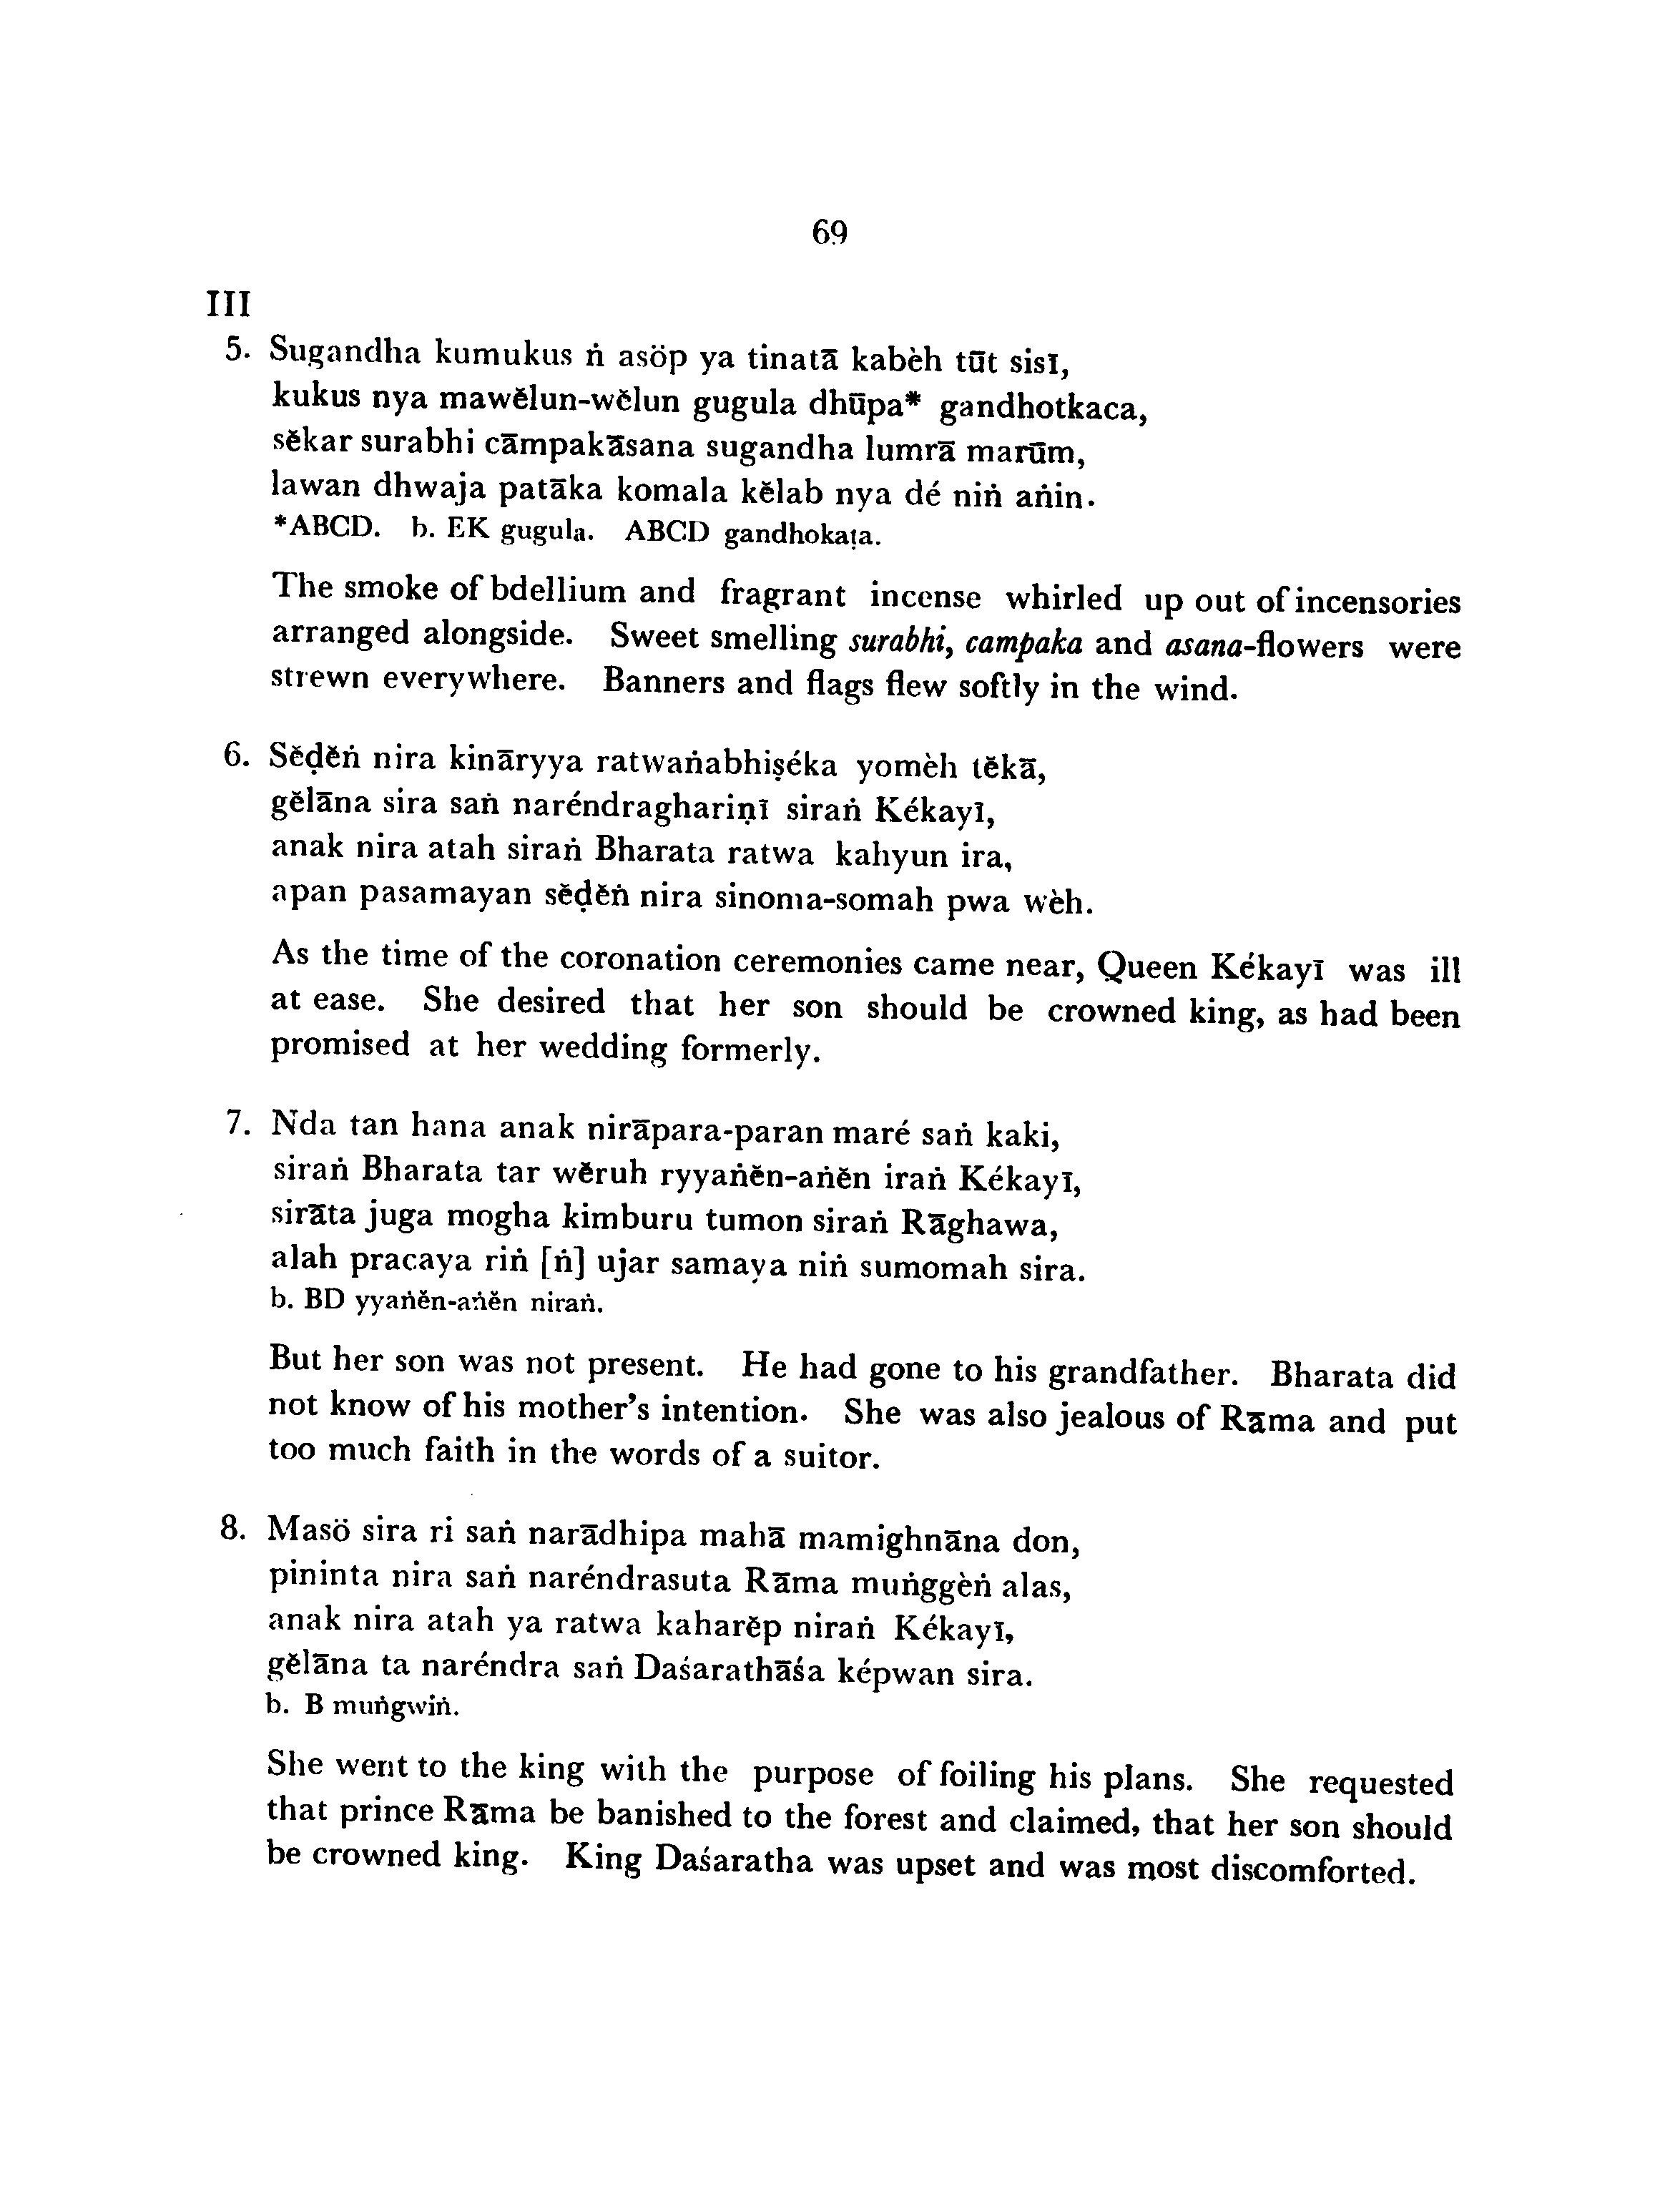 69
III
5. Sugandha kumukus ṅ asöp ya tinatā kabèh tūt sisī,
kukus nya mawĕlun-wĕlun gugula dhūpa* gandhotkaca,
sĕkar surabhi cāmpakāsana sugandha lumrā marūm,
lawan dhwaja patāka komala kĕlab nya dé niṅ aṅin.
*ABCD. b. EK gugula. ABCD gandhokaṭa.
The smoke of bdellium and fragrant incense whirled up out of incensories
arranged alongside. Sweet smelling surabhi, campaka and asana-flowers were
strewn everywhere. Banners and flags flew softly in the wind.
6. Sĕḍĕṅ nira kināryya ratwaṅabhiṣéka yomèh tĕkā,
gĕlāna sira saṅ naréndraghariṇī siraṅ Kékayī,
anak nira atah siraṅ Bharata ratwa kahyun ira,
apan pasamayan sĕḍĕṅ nira sinoma-somah pwa wèh.
As the time of the coronation ceremonies came near, Queen Kékayī was ill
at ease. She desired that her son should be crowned king, as had been
promised at her wedding formerly.
7. Nda tan hana anak nirāpara-paran maré saṅ kaki,
siraṅ Bharata tar wĕruh ryyaṅĕn-aṅĕn iraṅ Kékayī,
sirāta juga mogha kimburu tumon siraṅ Rāghawa,
alah pracaya riṅ [ṅ] ujar samaya niṅ sumomah sira.
b. BD yyaṅĕn-aṅĕn niraṅ.
But her son was not present. He had gone to his grandfather. Bharata did
not know of his mother's intention. She was also jealous of Rāma and put
too much faith in the words of a suitor.
8. Masö sira ri saṅ narādhipa mahā mamighnāna don,
pininta nira saṅ naréndrasuta Rāma muṅggèṅ alas,
anak nira atah ya ratwa kaharĕp niraṅ Kékayī,
gĕlāna ta naréndra saṅ Daśarathāśa képwan sira.
b. B muṅgwiṅ.
She went to the king with the purpose of foiling his plans. She requested
that prince Rāma be banished to the forest and claimed, that her son should
be crowned king. King Daśaratha was upset and was most discomforted.